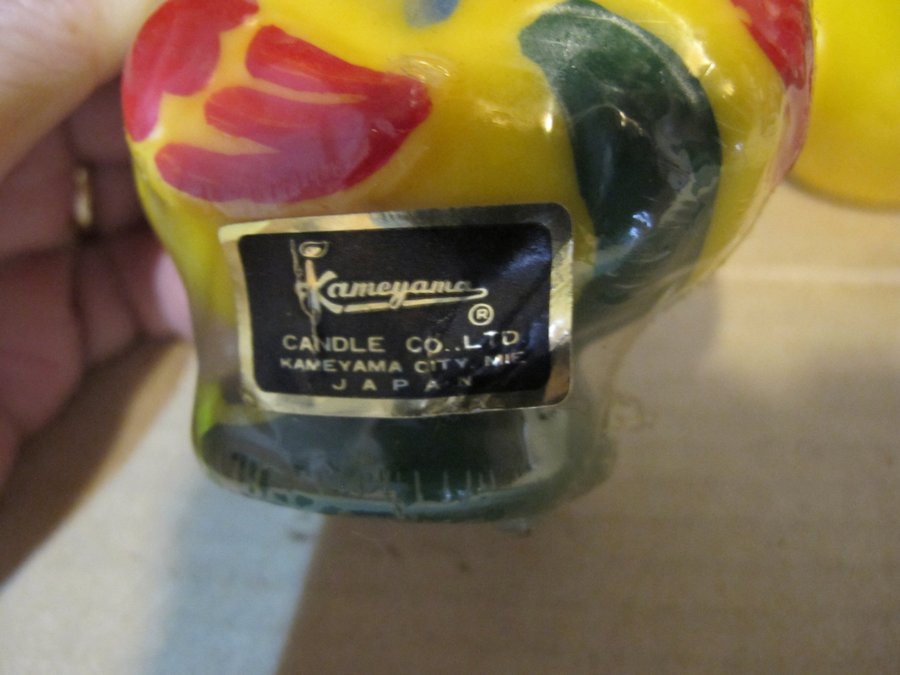 Kameyama
®
CANDLE CO., LTD.
KAMEYAMA CITY, MIE
JAPAN